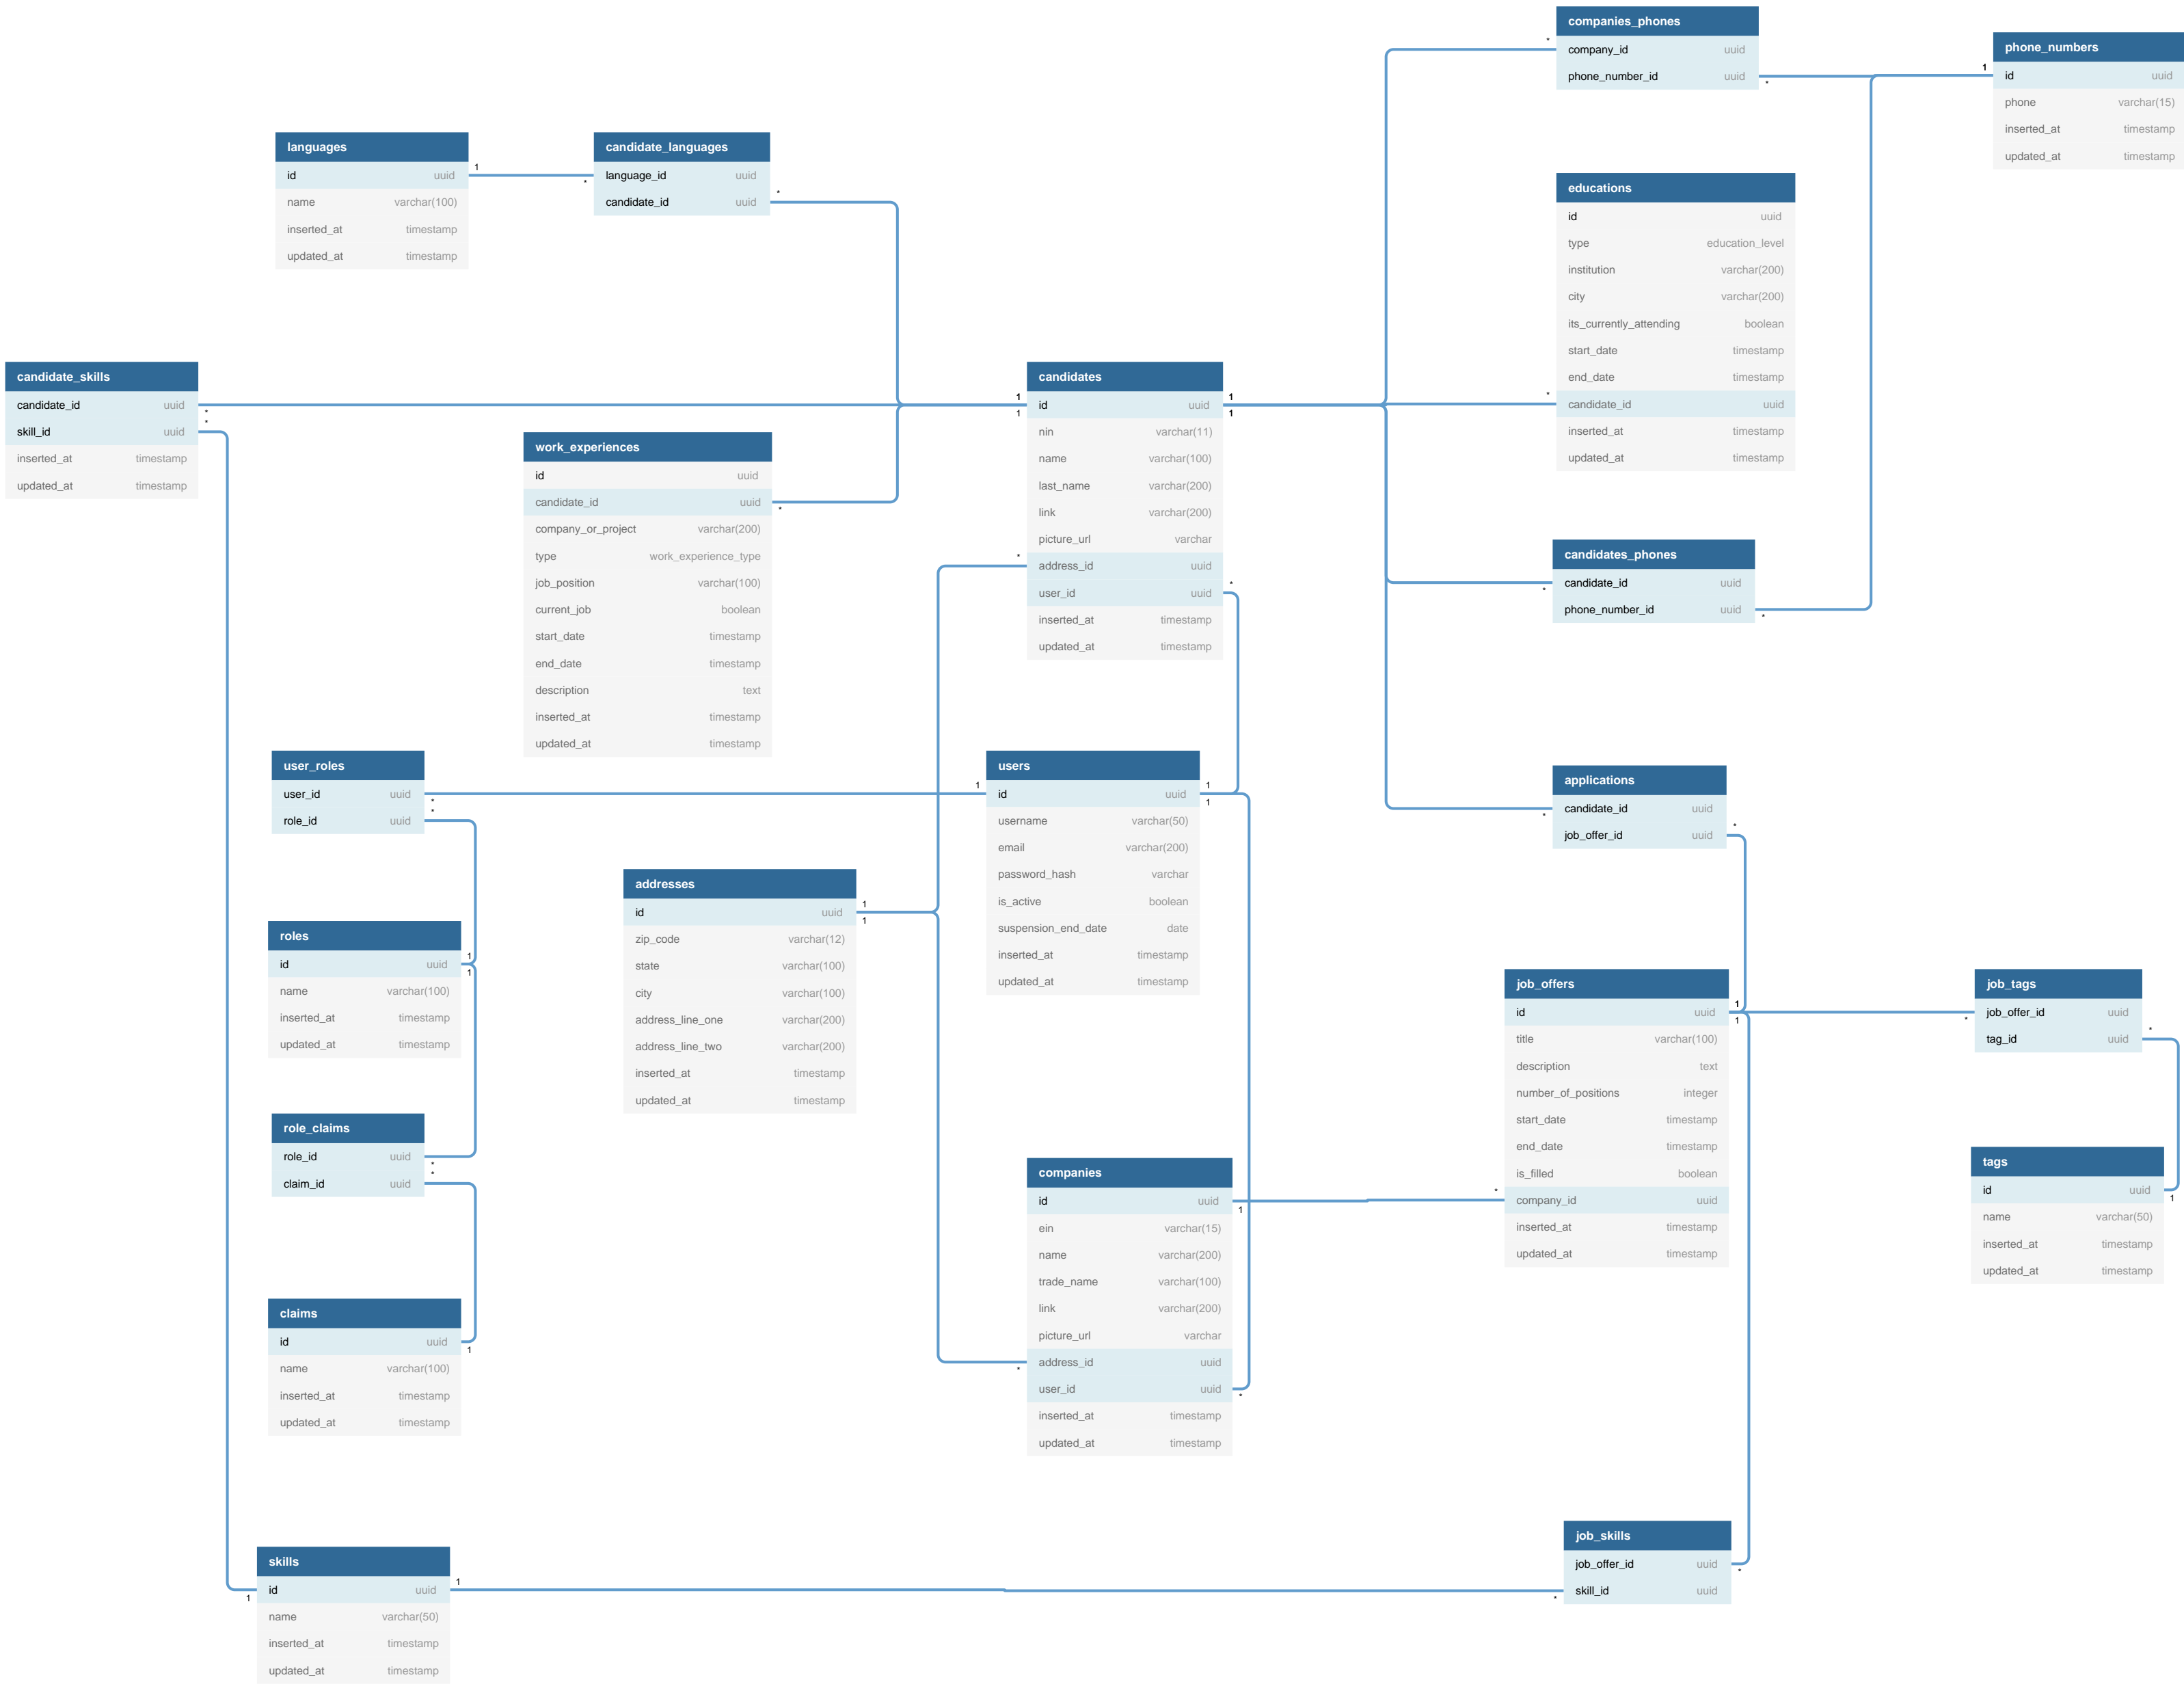 companies_phones
company_id uuid
phone_number_id uuid
phone_numbers
id uuid
phone varchar(15)
inserted_at timestamp
updated_at timestamp
languages
id uuid
name varchar(100)
inserted_at timestamp
updated_at timestamp
candidate_languages
language_id uuid
candidate_id uuid
educations
id uuid
type education_level
institution varchar(200)
city varchar(200)
its_currently_attending boolean
start_date timestamp
end_date timestamp
candidate_id uuid
inserted_at timestamp
updated_at timestamp
candidate_skills
candidate_id uuid
skill_id uuid
inserted_at timestamp
updated_at timestamp
work_experiences
id uuid
candidate_id uuid
company_or_project varchar(200)
type work_experience_type
job_position varchar(100)
current_job boolean
start_date timestamp
end_date timestamp
description text
inserted_at timestamp
updated_at timestamp
candidates
id uuid
nin varchar(11)
name varchar(100)
last_name varchar(200)
link varchar(200)
picture_url varchar
address_id uuid
user_id uuid
inserted_at timestamp
updated_at timestamp
candidates_phones
candidate_id uuid
phone_number_id uuid
user_roles
user_id uuid
role_id uuid
users
id uuid
username varchar(50)
email varchar(200)
password_hash varchar
is_active boolean
suspension_end_date date
inserted_at timestamp
updated_at timestamp
applications
candidate_id uuid
job_offer_id uuid
addresses
id uuid
zip_code varchar(12)
state varchar(100)
city varchar(100)
address_line_one varchar(200)
address_line_two varchar(200)
inserted_at timestamp
updated_at timestamp
roles
id uuid
name varchar(100)
inserted_at timestamp
updated_at timestamp
job_offers
id uuid
title varchar(100)
description text
number_of_positions integer
start_date timestamp
end_date timestamp
is_filled boolean
company_id uuid
inserted_at timestamp
updated_at timestamp
job_tags
job_offer_id uuid
tag_id uuid
role_claims
role_id uuid
claim_id uuid
companies
id uuid
ein varchar(15)
name varchar(200)
trade_name varchar(100)
link varchar(200)
picture_url varchar
address_id uuid
user_id uuid
inserted_at timestamp
updated_at timestamp
tags
id uuid
name varchar(50)
inserted_at timestamp
updated_at timestamp
claims
id uuid
name varchar(100)
inserted_at timestamp
updated_at timestamp
job_skills
job_offer_id uuid
skill_id uuid
skills
id uuid
name varchar(50)
inserted_at timestamp
updated_at timestamp